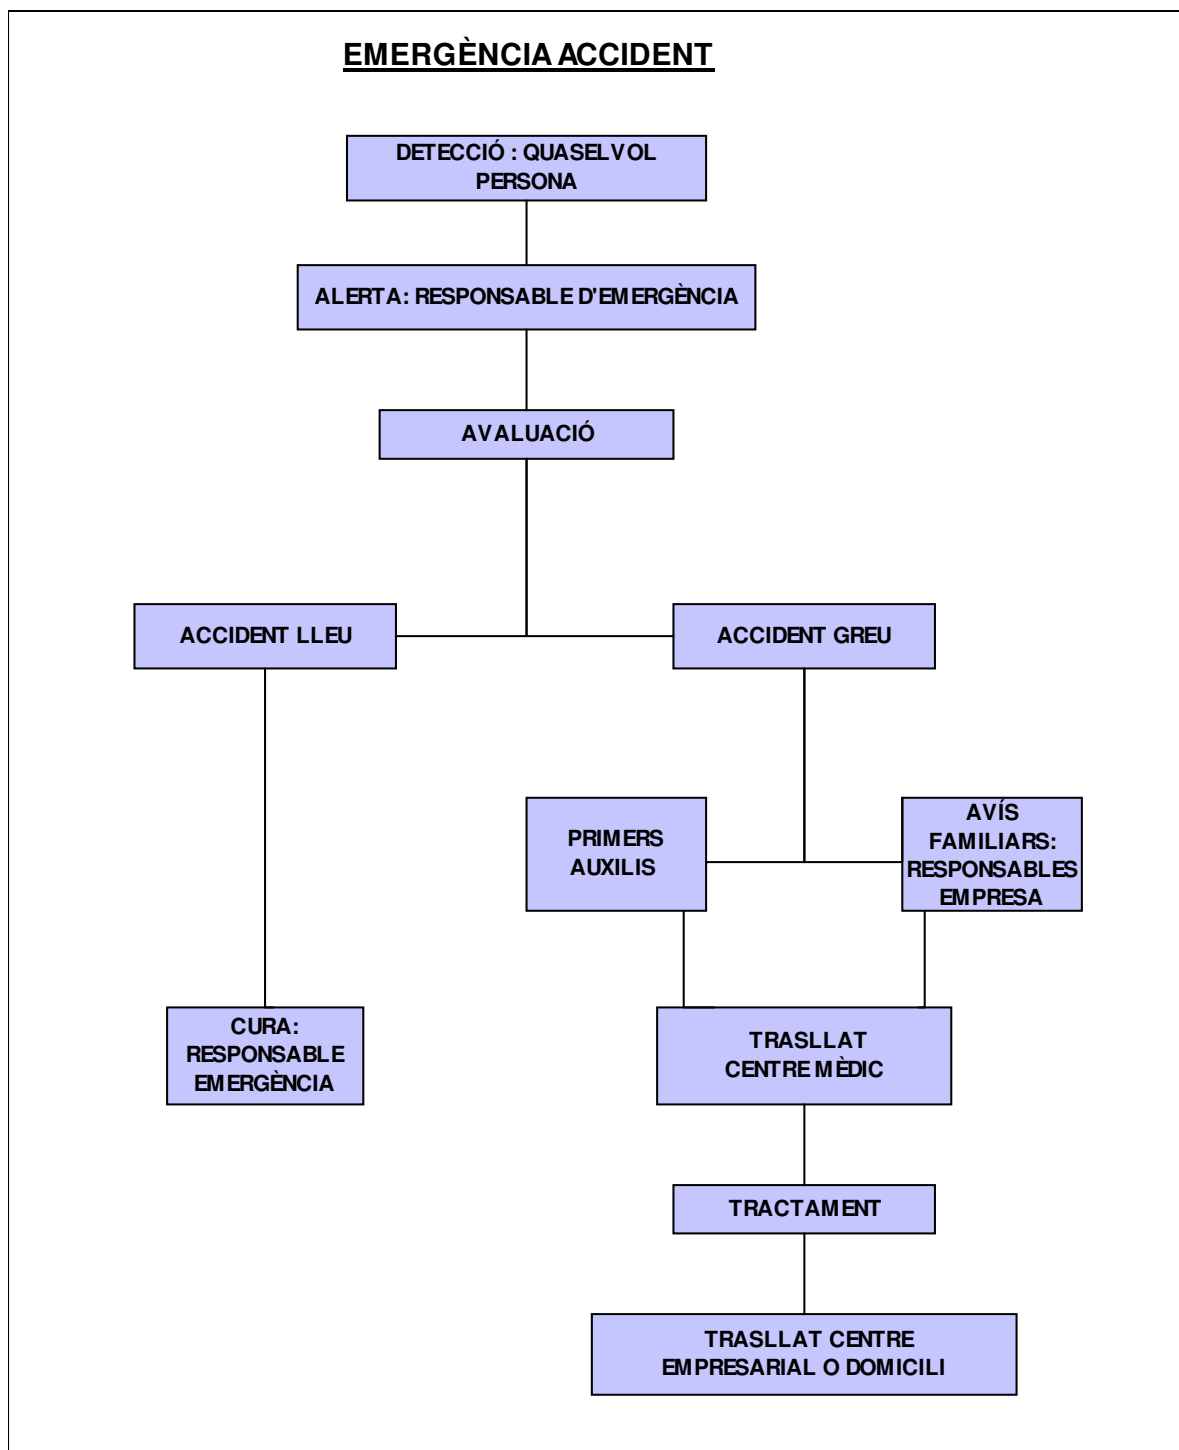 EMERGÈNCIA ACCIDENT
DETECCIÓ : QUASELVOL
PERSONA
ALERTA: RESPONSABLE D'EMERGÈNCIA
AVALUACIÓ
ACCIDENT LLEU
ACCIDENT GREU
PRIMERS
AUXILIS
AVÍS
FAMILIARS:
RESPONSABLES
EMPRESA
CURA:
RESPONSABLE
EMERGÈNCIA
TRASLLAT
CENTRE MÈDIC
TRACTAMENT
TRASLLAT CENTRE
EMPRESARIAL O DOMICILI